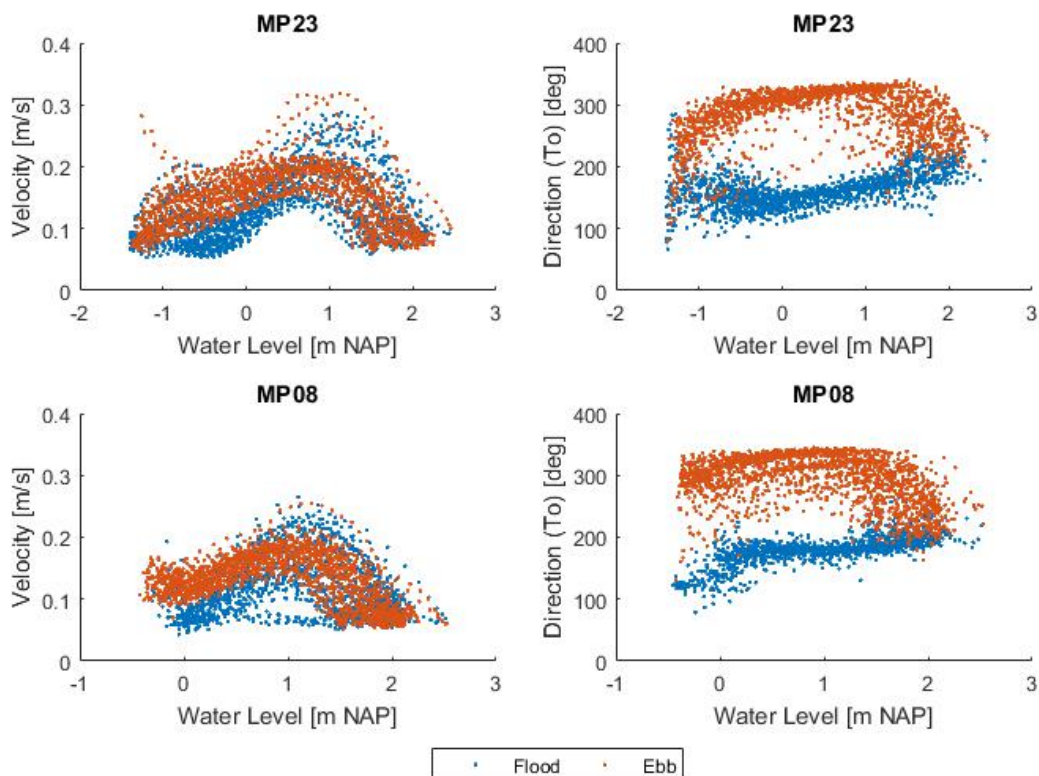 MP23
0.4
0.3
0.2
0.1
0
Velocity [m/s]
-2 -1 0 1 2 3
Water Level [m NAP]
MP23
400
300
200
100
0
Direction (To) [deg]
-2 -1 0 1 2 3
Water Level [m NAP]
MP08
0.4
0.3
0.2
0.1
0
Velocity [m/s]
-1 0 1 2 3
Water Level [m NAP]
MP08
400
300
200
100
0
Direction (To) [deg]
-1 0 1 2 3
Water Level [m NAP]
Flood Ebb